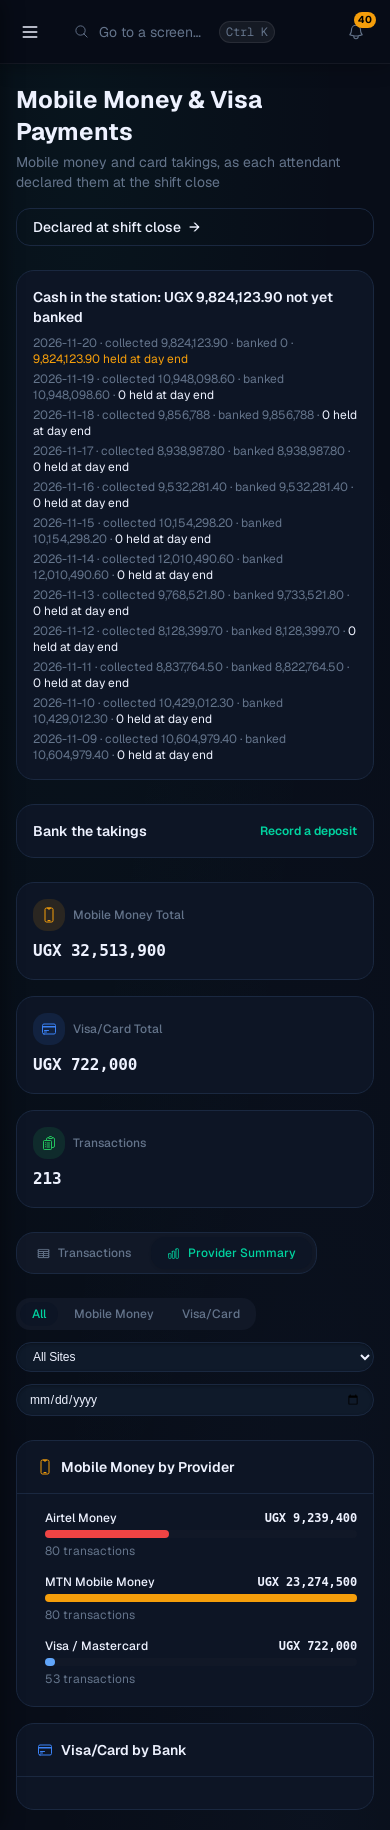 Go to a screen... Ctrl K 40
Mobile Money & Visa
Payments
Mobile money and card takings, as each attendant
declared them at the shift close
Declared at shift close →
Cash in the station: UGX 9,824,123.90 not yet
banked
2026-11-20 · collected 9,824,123.90 · banked 0 ·
9,824,123.90 held at day end
2026-11-19 · collected 10,948,098.60 · banked
10,948,098.60 · 0 held at day end
2026-11-18 · collected 9,856,788 · banked 9,856,788 · 0 held
at day end
2026-11-17 · collected 8,938,987.80 · banked 8,938,987.80 ·
0 held at day end
2026-11-16 · collected 9,532,281.40 · banked 9,532,281.40 ·
0 held at day end
2026-11-15 · collected 10,154,298.20 · banked
10,154,298.20 · 0 held at day end
2026-11-14 · collected 12,010,490.60 · banked
12,010,490.60 · 0 held at day end
2026-11-13 · collected 9,768,521.80 · banked 9,733,521.80 ·
0 held at day end
2026-11-12 · collected 8,128,399.70 · banked 8,128,399.70 · 0
held at day end
2026-11-11 · collected 8,837,764.50 · banked 8,822,764.50 ·
0 held at day end
2026-11-10 · collected 10,429,012.30 · banked
10,429,012.30 · 0 held at day end
2026-11-09 · collected 10,604,979.40 · banked
10,604,979.40 · 0 held at day end
Bank the takings Record a deposit
Mobile Money Total
UGX 32,513,900
Visa/Card Total
UGX 722,000
Transactions
213
Transactions Provider Summary
All Mobile Money Visa/Card
All Sites
mm/dd/yyyy
Mobile Money by Provider
Airtel Money UGX 9,239,400
80 transactions
MTN Mobile Money UGX 23,274,500
80 transactions
Visa / Mastercard UGX 722,000
53 transactions
Visa/Card by Bank